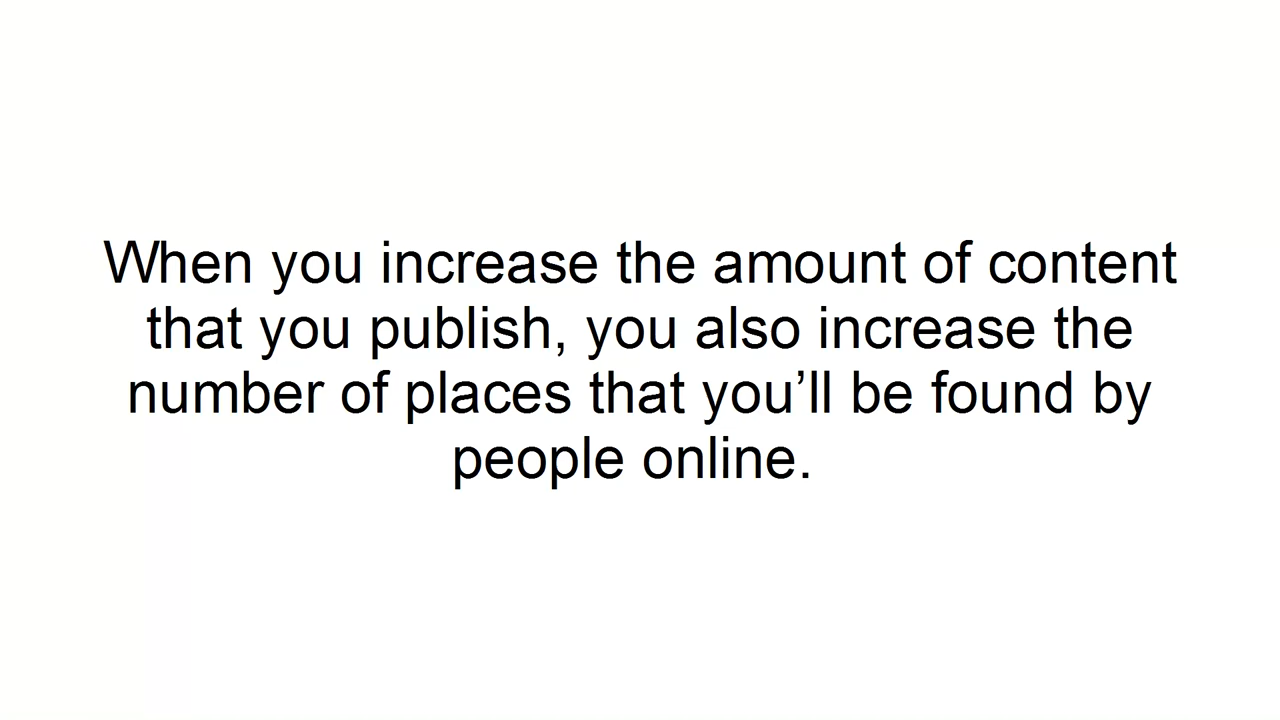 When you increase the amount of content
that you publish, you also increase the
number of places that you’ll be found by
people online.